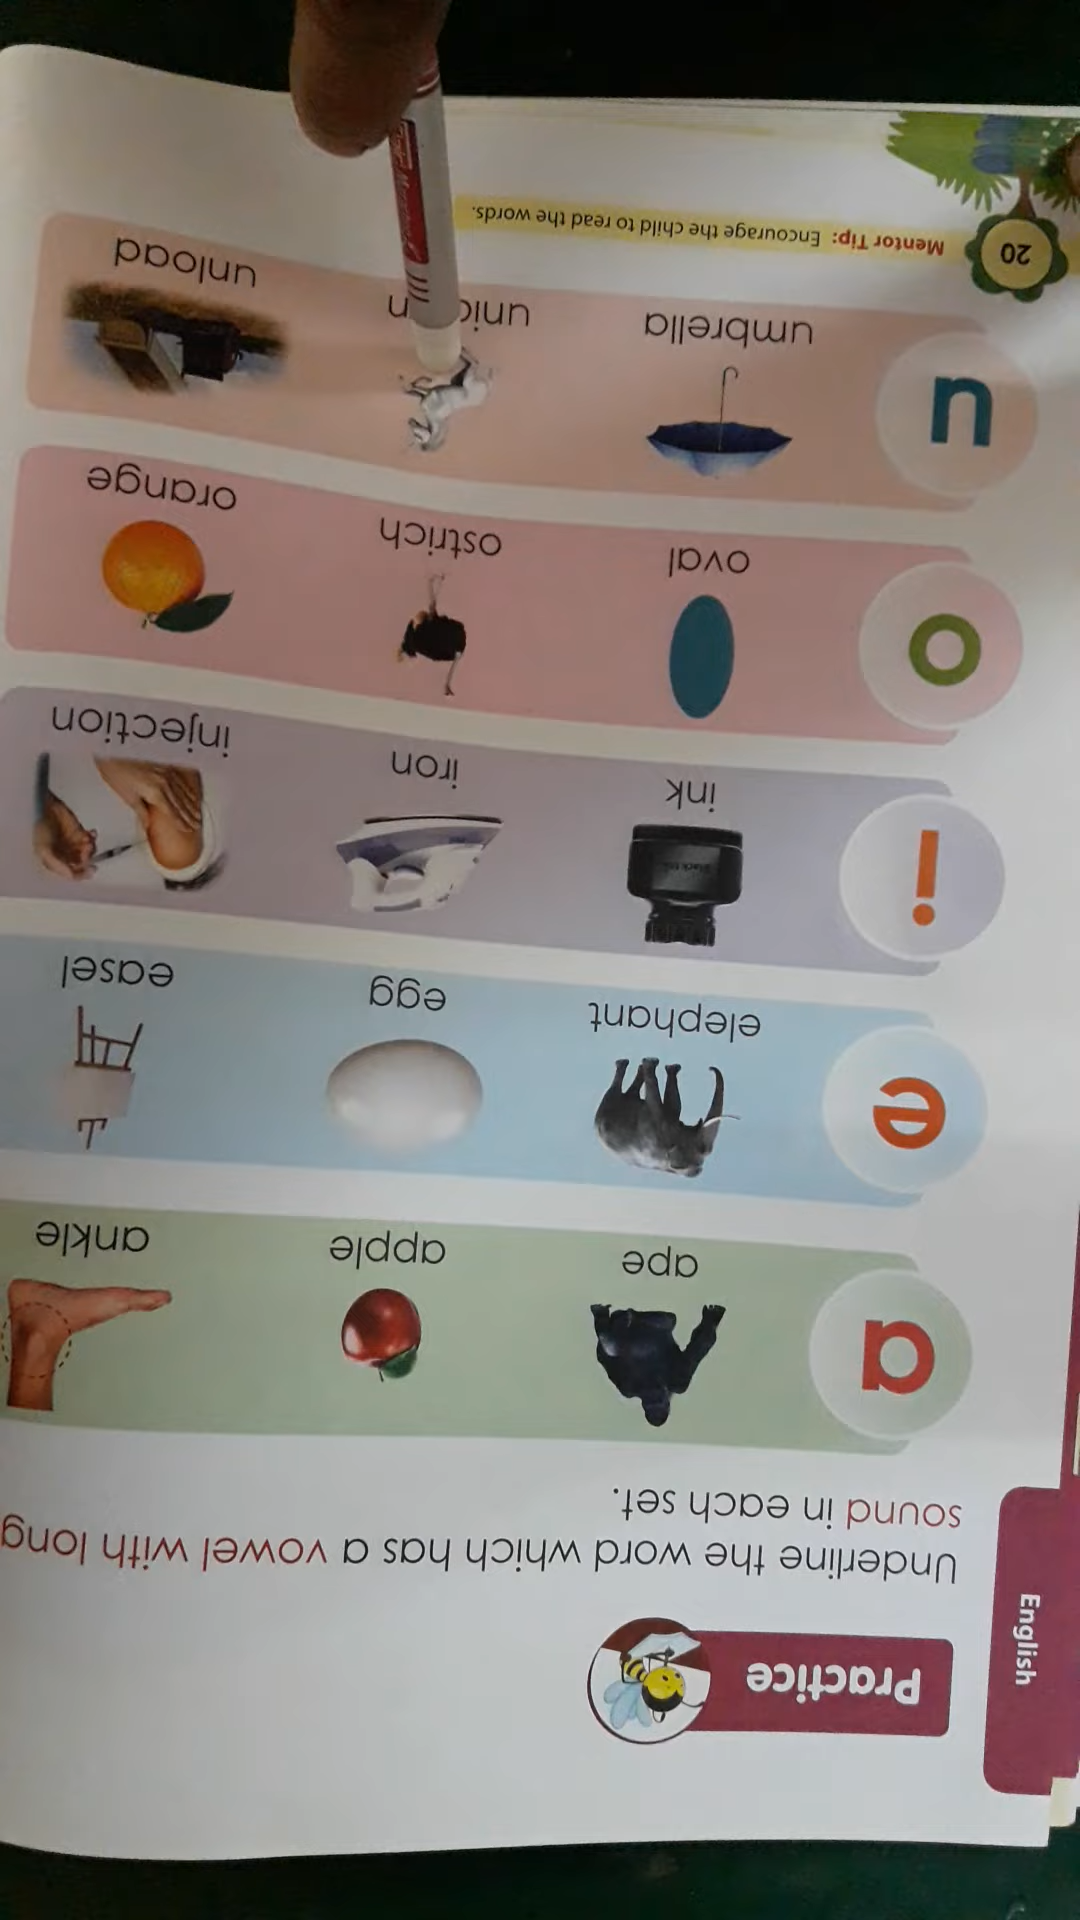 English
Practice
Underline the word which has a vowel with long
sound in each set.
a
ape apple ankle
e
elephant egg easel
i
ink iron injection
o
oval ostrich orange
u
umbrella unic n unload
20
Mentor Tip: Encourage the child to read the words.